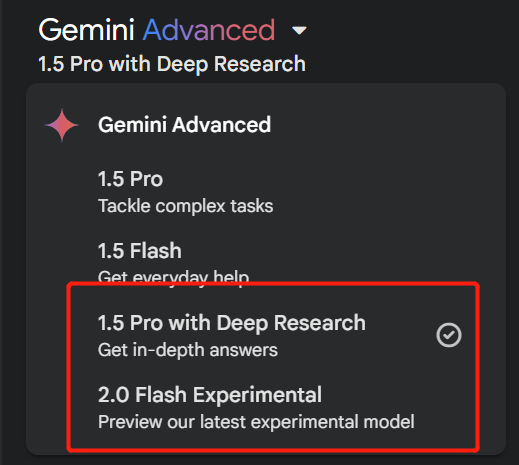 Gemini Advanced
1.5 Pro with Deep Research
Gemini Advanced
1.5 Pro
Tackle complex tasks
1.5 Flash
Get everyday help
1.5 Pro with Deep Research
Get in-depth answers
2.0 Flash Experimental
Preview our latest experimental model